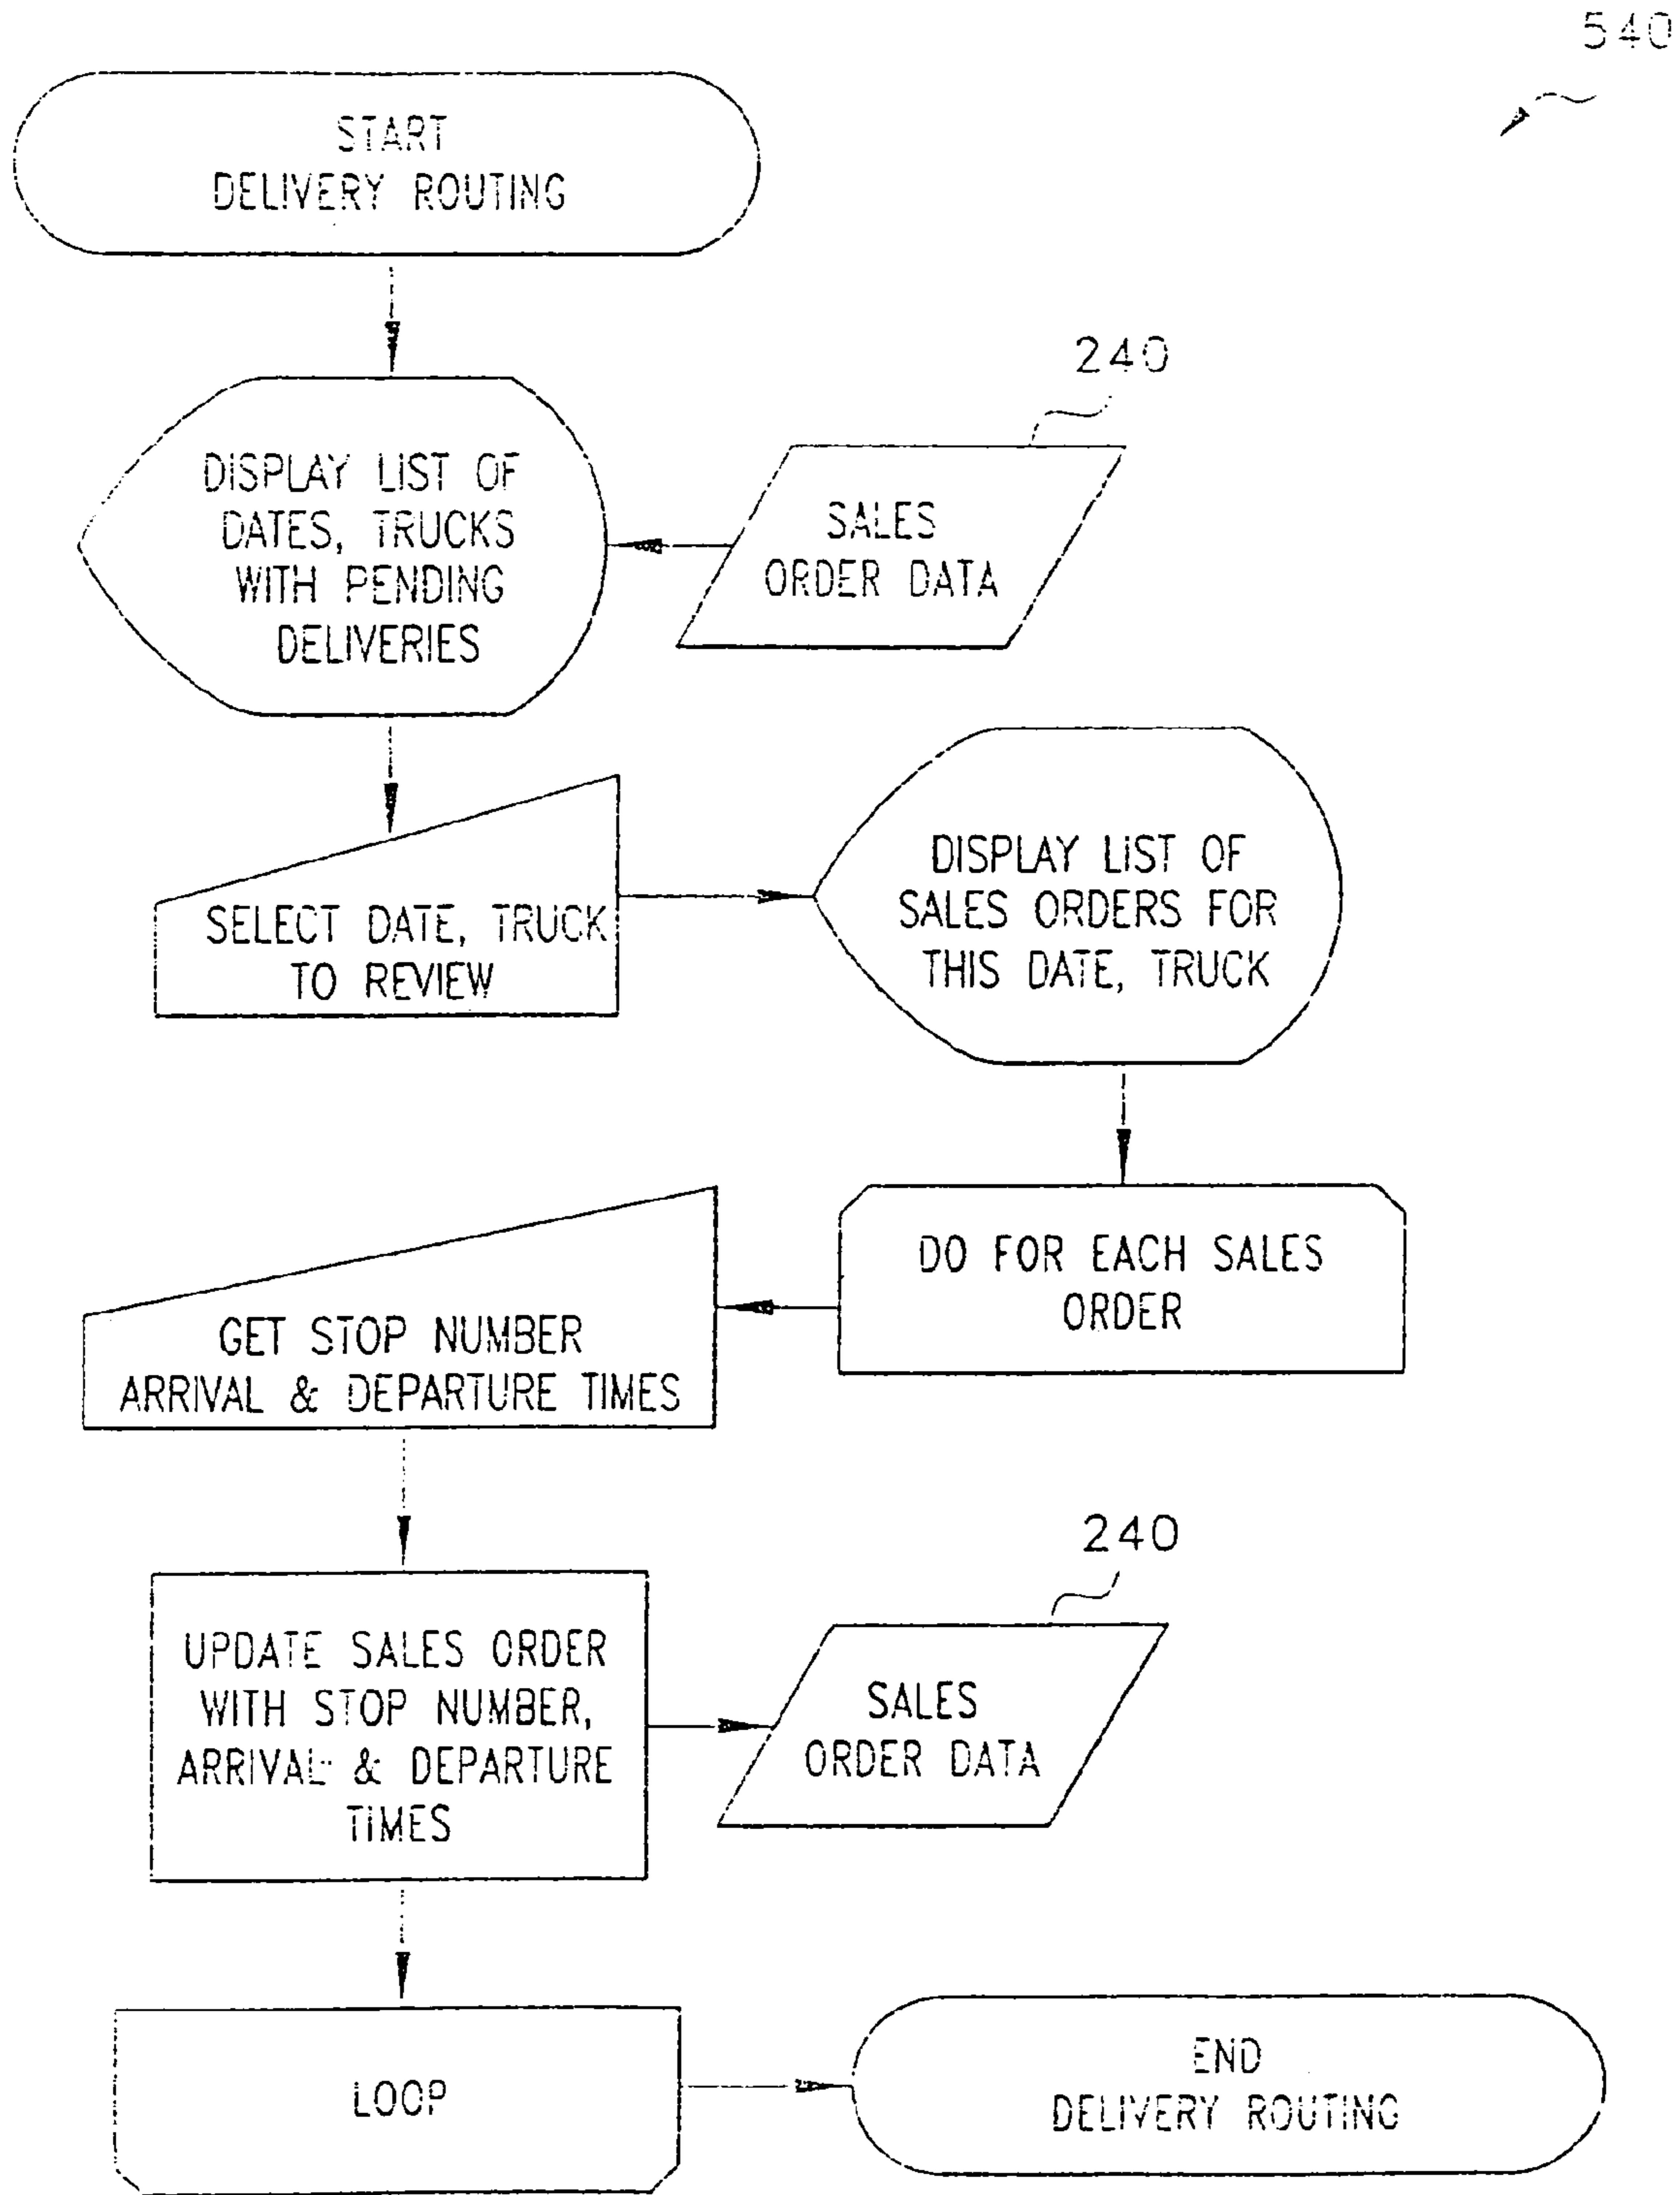 540
START
DELIVERY ROUTING
240
DISPLAY LIST OF
DATES, TRUCKS
WITH PENDING
DELIVERIES
SALES
ORDER DATA
SELECT DATE, TRUCK
TO REVIEW
DISPLAY LIST OF
SALES ORDERS FOR
THIS DATE, TRUCK
DO FOR EACH SALES
ORDER
GET STOP NUMBER
ARRIVAL & DEPARTURE TIMES
240
UPDATE SALES ORDER
WITH STOP NUMBER,
ARRIVAL & DEPARTURE
TIMES
SALES
ORDER DATA
LOOP
END
DELIVERY ROUTING